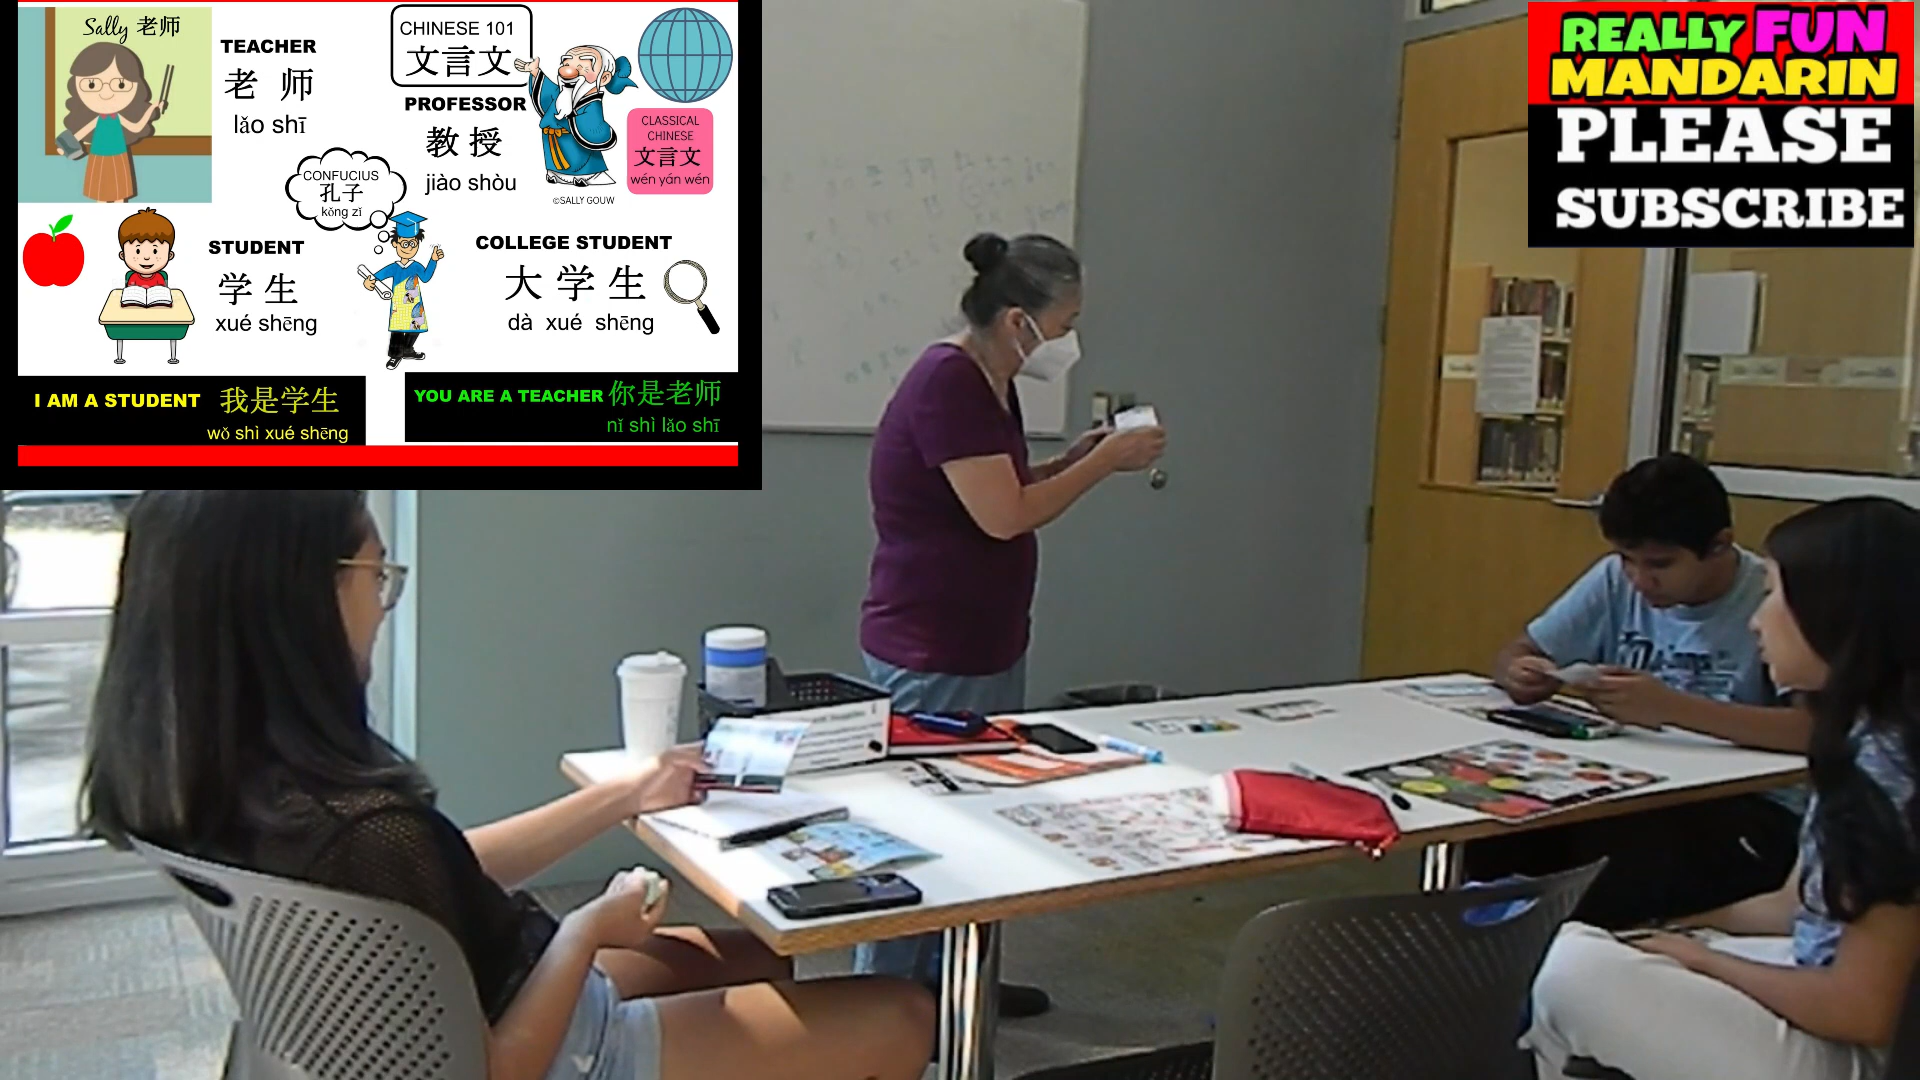 Sally 老师
TEACHER
老 师
lǎo shī
CHINESE 101
文言文
PROFESSOR
教 授
jiào shòu
CLASSICAL
CHINESE
文言文
wén yán wén
©SALLY GOUW
CONFUCIUS
孔子
kǒng zǐ
STUDENT
学 生
xué shēng
COLLEGE STUDENT
大 学 生
dà xué shēng
I AM A STUDENT 我是学生
wǒ shì xué shēng
YOU ARE A TEACHER 你是老师
nǐ shì lǎo shī
REALLY FUN
MANDARIN
PLEASE
SUBSCRIBE